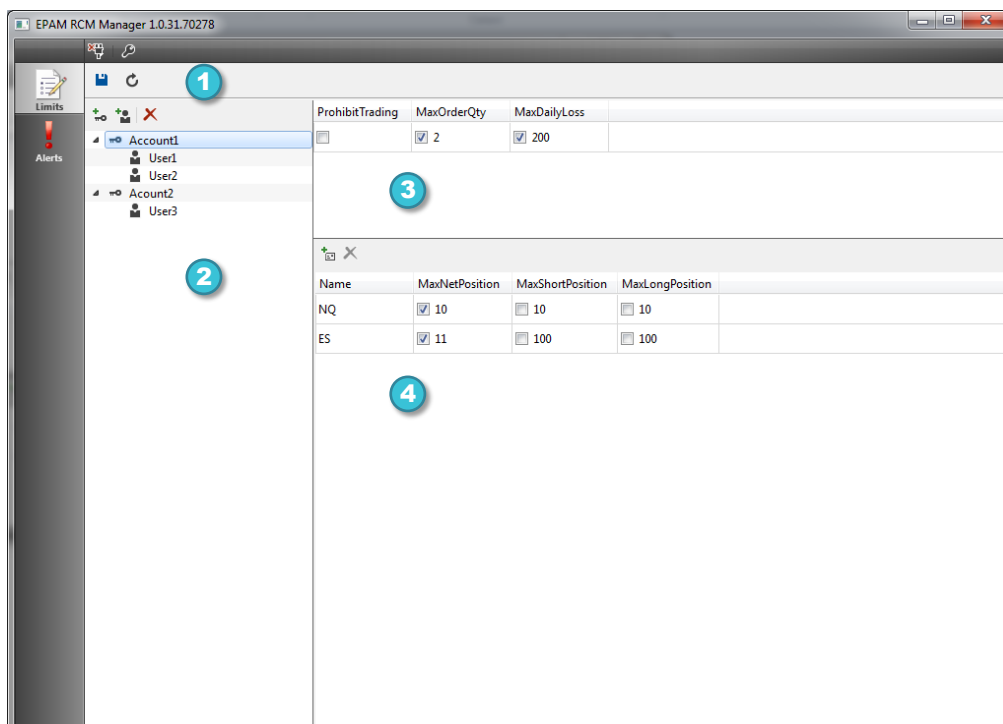 EPAM RCM Manager 1.0.31.70278
1
Limits
Alerts
Account1
User1
User2
Acount2
User3
2
ProhibitTrading MaxOrderQty MaxDailyLoss
2 200
3
Name MaxNetPosition MaxShortPosition MaxLongPosition
NQ 10 10 10
ES 11 100 100
4